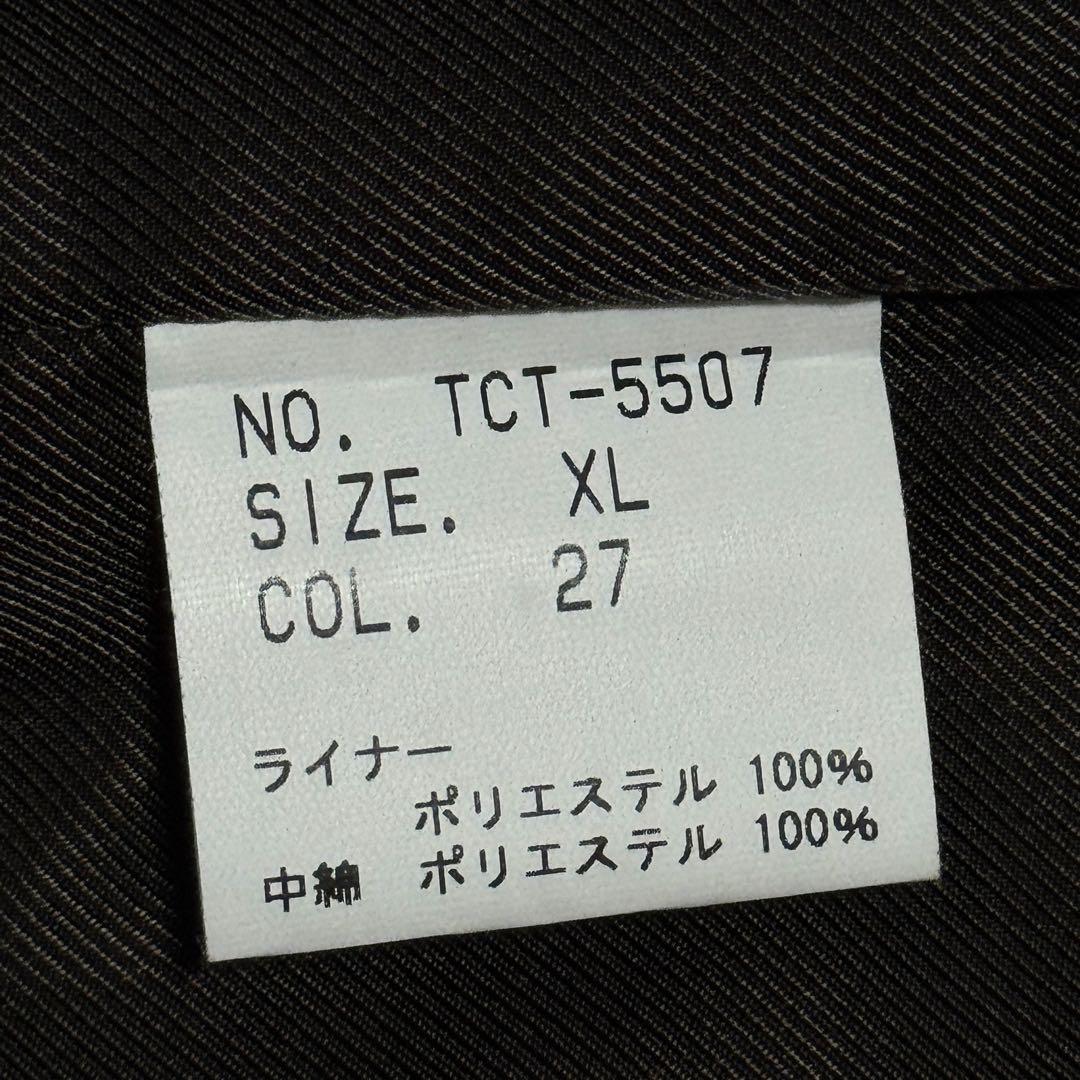 NO. TCT-5507
SIZE. XL
COL. 27
ライナー
ポリエステル 100%
中綿 ポリエステル 100%